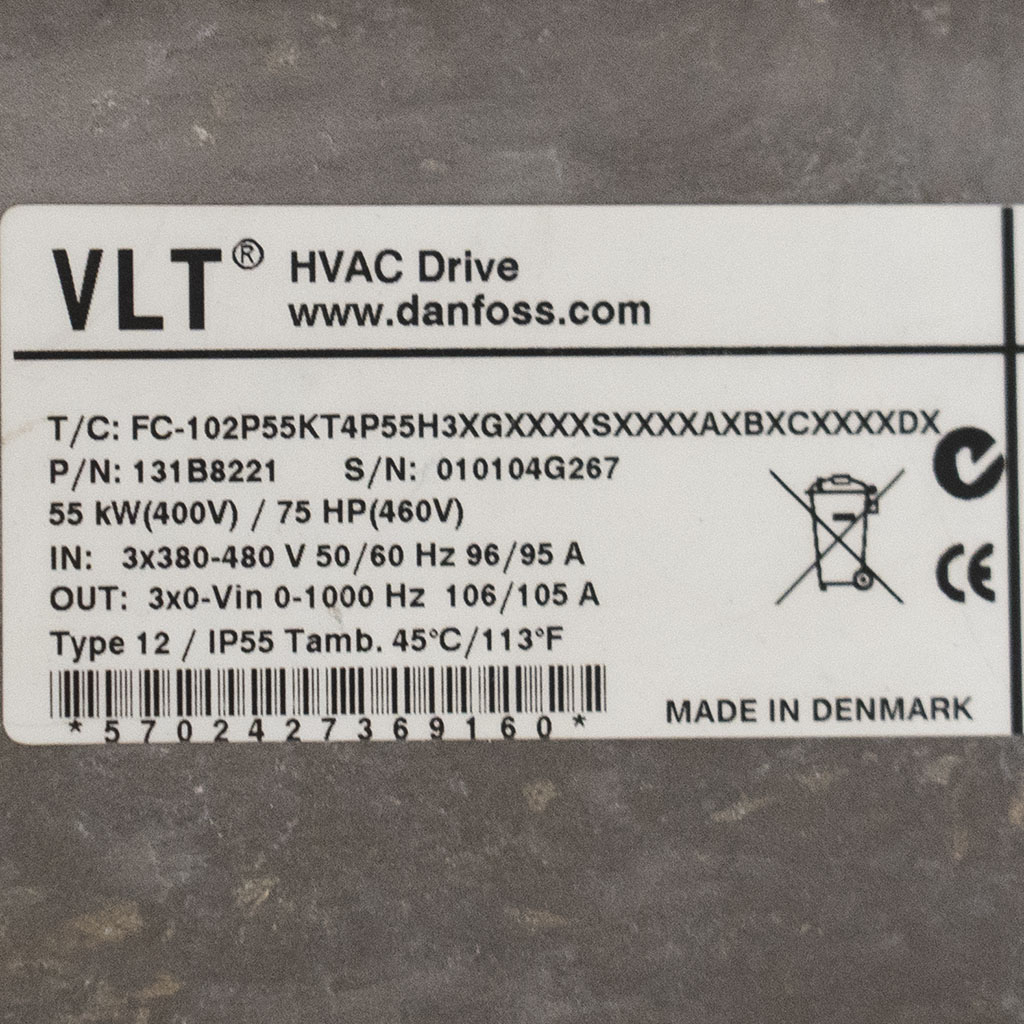 VLT® HVAC Drive
www.danfoss.com
T/C: FC-102P55KT4P55H3XGXXXXSXXXXAXBXCXXXXDX
P/N: 131B8221 S/N: 010104G267
55 kW(400V) / 75 HP(460V)
IN: 3x380-480 V 50/60 Hz 96/95 A
OUT: 3x0-Vin 0-1000 Hz 106/105 A
Type 12 / IP55 Tamb. 45°C/113°F
*5702427369160*
MADE IN DENMARK
CE